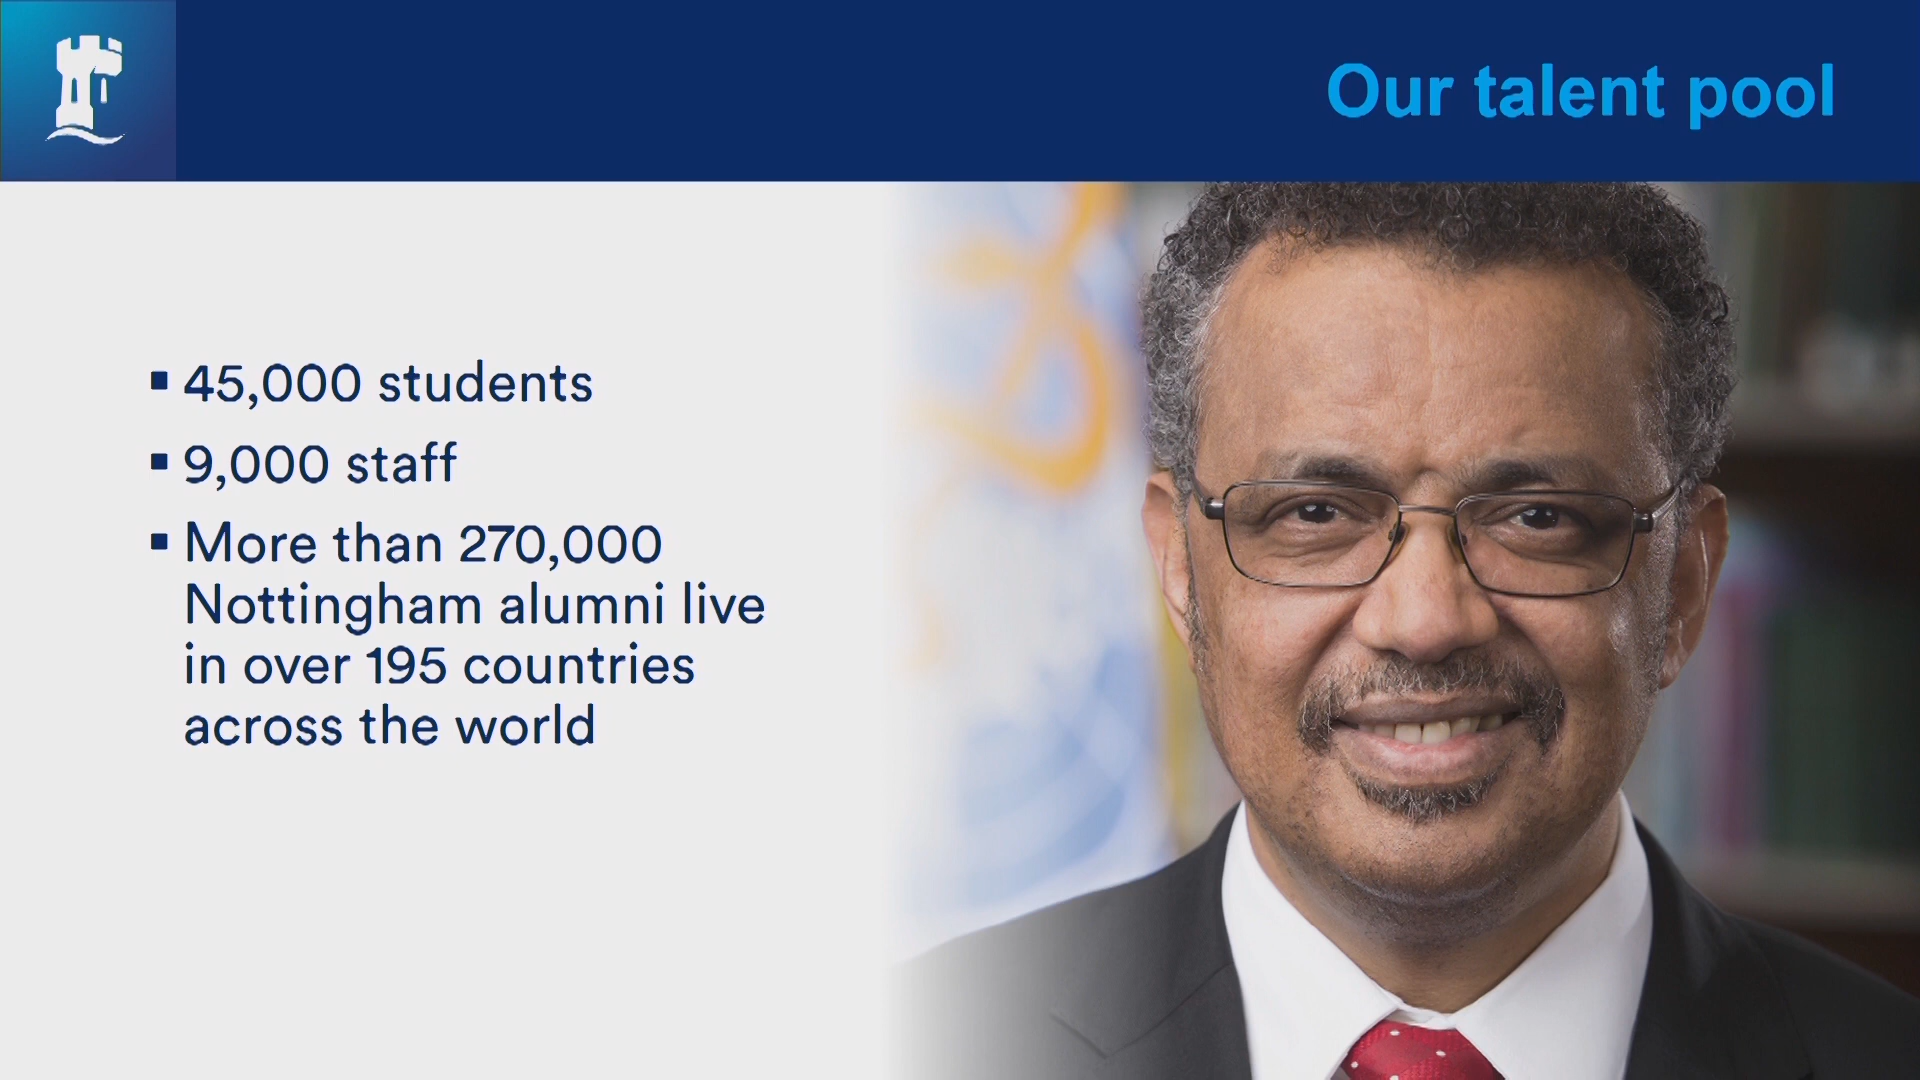 Our talent pool
▪ 45,000 students
▪ 9,000 staff
▪ More than 270,000
Nottingham alumni live
in over 195 countries
across the world